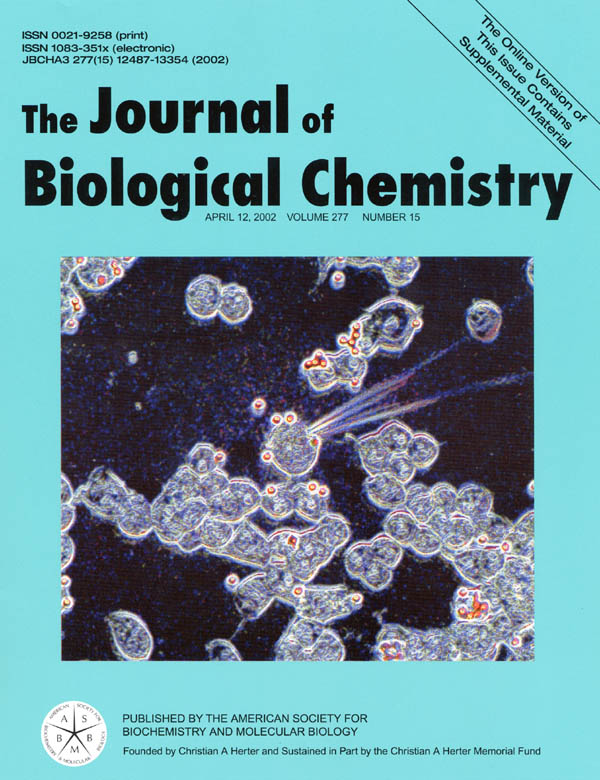 ISSN 0021-9258 (print)
ISSN 1083-351x (electronic)
JBCHA3 277(15) 12487-13354 (2002)
The Online Version of
This Issue Contains
Supplemental Material
The Journal of
Biological Chemistry
APRIL 12, 2002 VOLUME 277 NUMBER 15
AMERICAN SOCIETY FOR
BIOCHEMISTRY
& MOLECULAR
BIOLOGY
A S
B B
M
PUBLISHED BY THE AMERICAN SOCIETY FOR
BIOCHEMISTRY AND MOLECULAR BIOLOGY
Founded by Christian A Herter and Sustained in Part by the Christian A Herter Memorial Fund